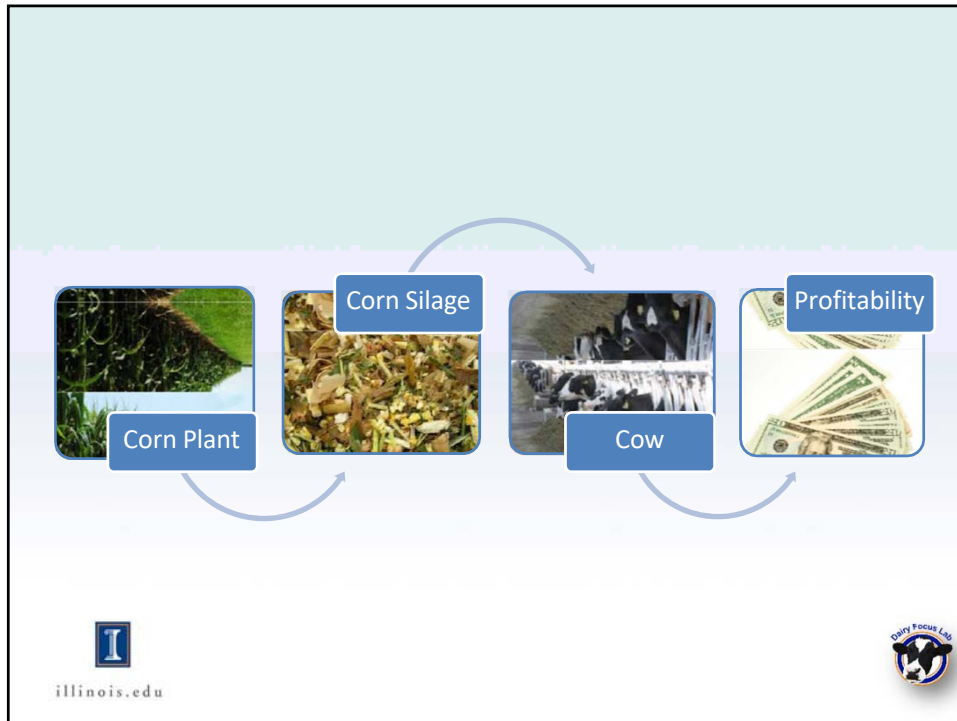 Corn Plant
Corn Silage
Cow
Profitability
illinois.edu
Dairy Focus Lab